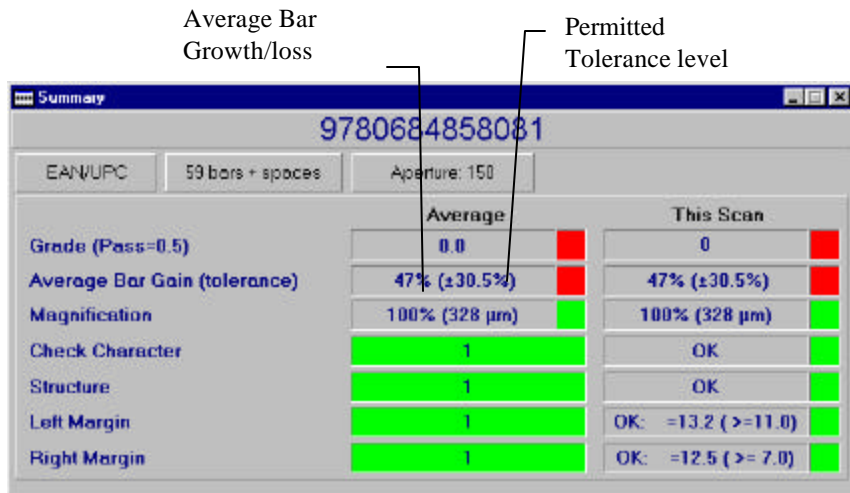 Average Bar
Growth/loss
Permitted
Tolerance level
Summary
9780684858081
EAN/UPC 59 bars + spaces Aperture: 150
Average This Scan
Grade (Pass=0.5) 0.0 0
Average Bar Gain (tolerance) 47% (±30.5%) 47% (±30.5%)
Magnification 100% (328 µm) 100% (328 µm)
Check Character 1 OK
Structure 1 OK
Left Margin 1 OK: =13.2 ( >=11.0)
Right Margin 1 OK: =12.5 ( >= 7.0)